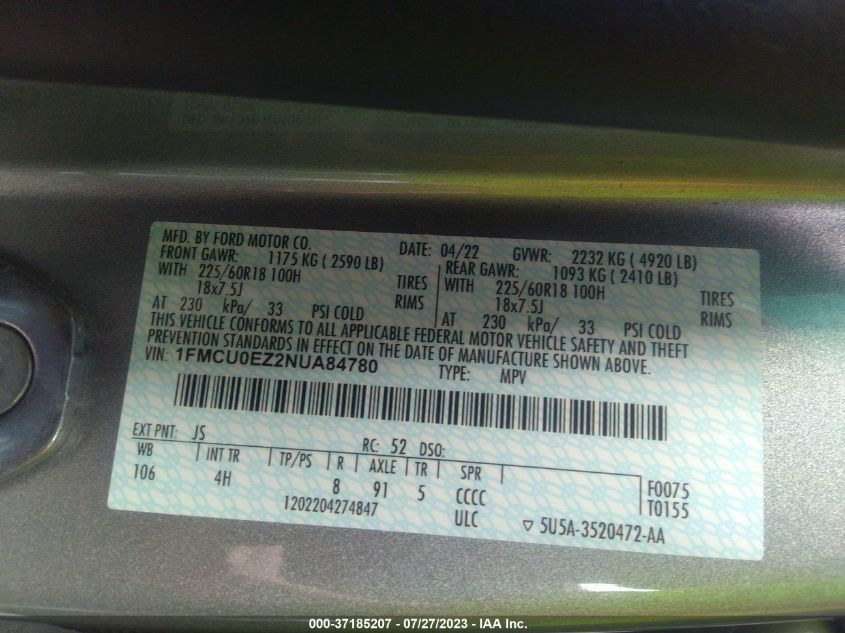 MFD. BY FORD MOTOR CO. DATE: 04/22 GVWR: 2232 KG ( 4920 LB)
FRONT GAWR: 1175 KG ( 2590 LB) REAR GAWR: 1093 KG ( 2410 LB)
WITH 225/60R18 100H TIRES WITH 225/60R18 100H TIRES
18x7.5J RIMS 18x7.5J RIMS
AT 230 kPa/ 33 PSI COLD AT 230 kPa/ 33 PSI COLD
THIS VEHICLE CONFORMS TO ALL APPLICABLE FEDERAL MOTOR VEHICLE SAFETY AND THEFT
PREVENTION STANDARDS IN EFFECT ON THE DATE OF MANUFACTURE SHOWN ABOVE.
VIN: 1FMCU0EZ2NUA84780 TYPE: MPV
EXT PNT: JS RC: 52 DSO:
WB INT TR TP/PS R AXLE TR SPR F0075
106 4H 8 91 5 CCCC T0155
1202204274847 ULC ▽ 5U5A-3520472-AA
000-37185207 - 07/27/2023 - IAA Inc.